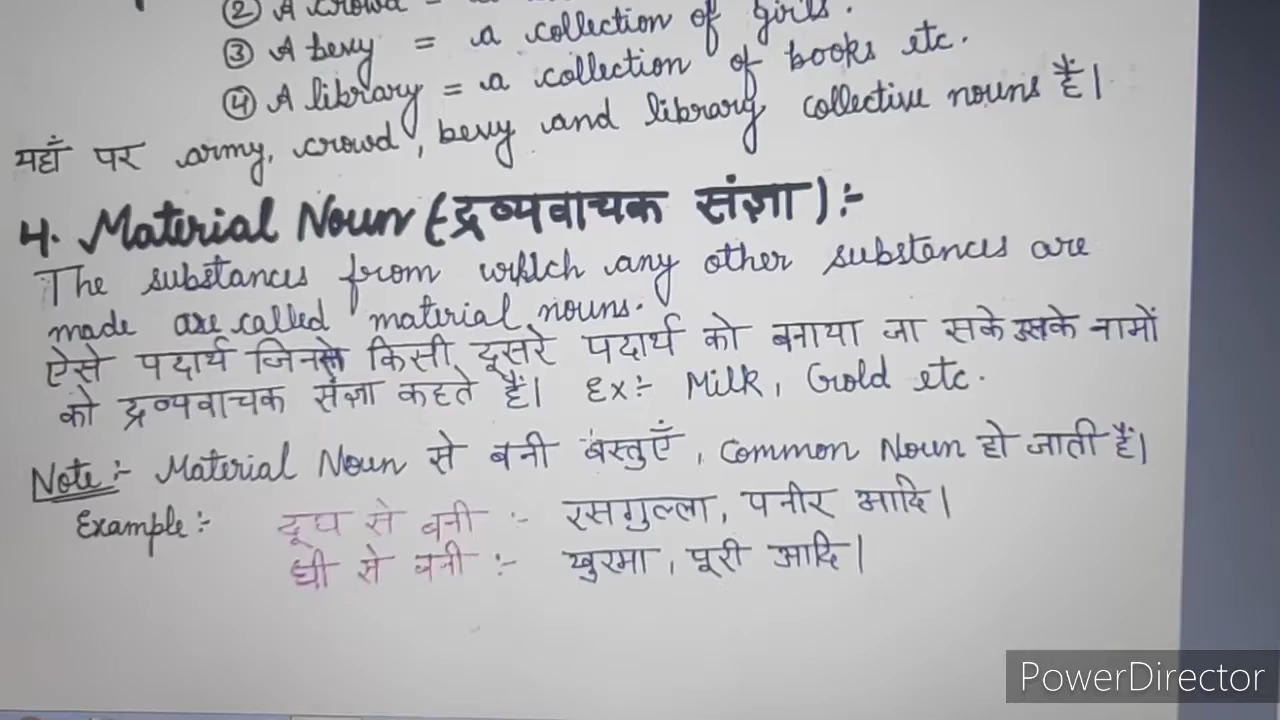 ② A crowd =
③ A bevy = a collection of girls.
④ A library = a collection of books etc.
यहाँ पर army, crowd, bevy and library collective nouns हैं।
4. Material Noun (द्रव्यवाचक संज्ञा) :-
The substances from which any other substances are
made are called material nouns.
ऐसे पदार्थ जिनसे किसी दूसरे पदार्थ को बनाया जा सके उसके नामों
को द्रव्यवाचक संज्ञा कहते हैं। Ex:- Milk, Gold etc.
Note:- Material Noun से बनी बस्तुएँ, Common Noun हो जाती हैं।
Example:- दूध से बनी :- रसगुल्ला, पनीर आदि।
घी से बनी :- खुरमा, पूरी आदि।
PowerDirector